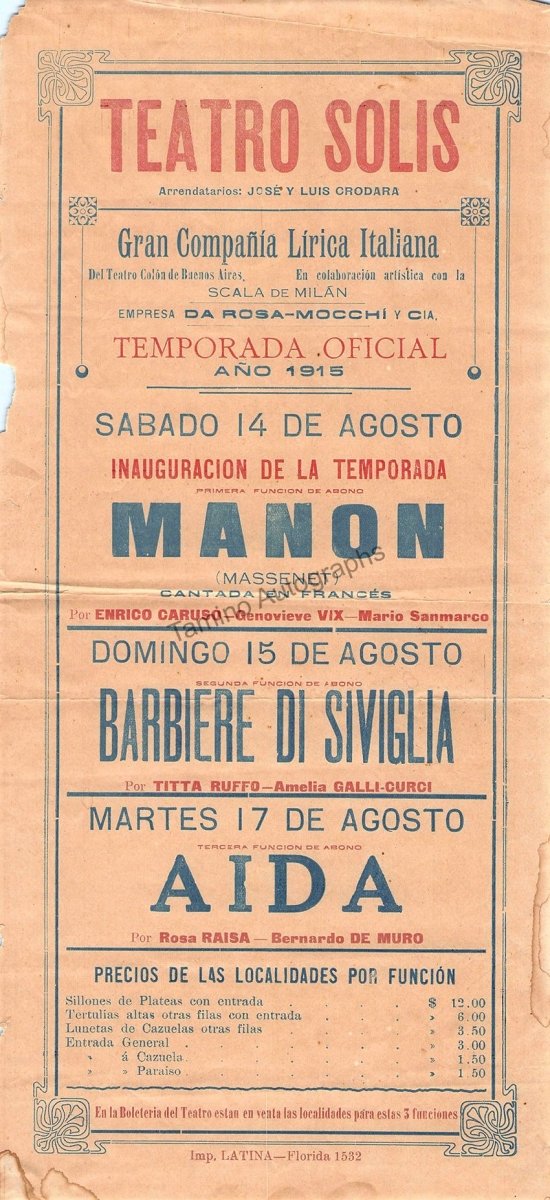 TEATRO SOLIS
Arrendatarios: JOSÉ Y LUIS CRODARA
Gran Compañía Lírica Italiana
Del Teatro Colón de Buenos Aires. En colaboración artística con la
SCALA DE MILÁN
EMPRESA DA ROSA-MOCCHÍ Y CIA.
TEMPORADA OFICIAL
AÑO 1915
SABADO 14 DE AGOSTO
INAUGURACION DE LA TEMPORADA
PRIMERA FUNCION DE ABONO
MANON
(MASSENET)
CANTADA EN FRANCÉS
Por ENRICO CARUSO-Genovieve VIX-Mario Sanmarco
Tamino Autographs
DOMINGO 15 DE AGOSTO
SEGUNDA FUNCION DE ABONO
BARBIERE DI SIVIGLIA
Por TITTA RUFFO-Amelia GALLI-CURCI
MARTES 17 DE AGOSTO
TERCERA FUNCION DE ABONO
AIDA
Por Rosa RAISA - Bernardo DE MURO
PRECIOS DE LAS LOCALIDADES POR FUNCIÓN
Sillones de Plateas con entrada . . . . . $ 12.00
Tertulias altas otras filas con entrada . . . . » 6.00
Lunetas de Cazuelas otras filas . . . . . » 3.50
Entrada General . . . . . . . . » 3.00
» á Cazuela . . . . . . . » 1.50
» » Paraiso . . . . . . . » 1.50
En la Boleteria del Teatro estan en venta las localidades para estas 3 funciones
Imp. LATINA-Florida 1532